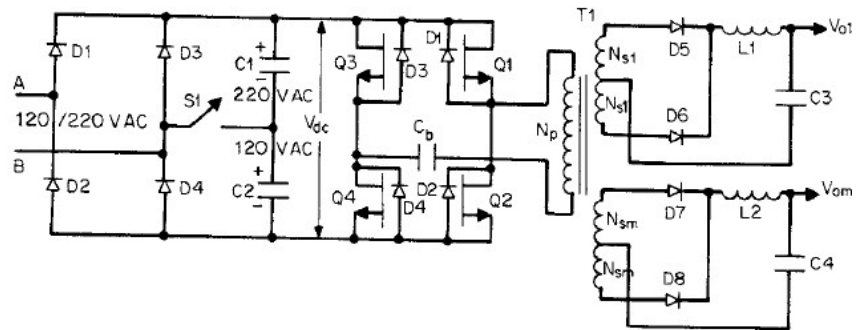 T1
D1
D3
C1
+
−
Q3
D3
D1
Q1
Ns1
D5
L1
Vo1
A
S1
220 VAC
120/220 VAC
Vdc
Np
Ns1
D6
C3
B
120 VAC
Cb
D2
D4
C2
+
−
Q4
D4
D2
Q2
Nsm
D7
L2
Vom
Nsm
D8
C4